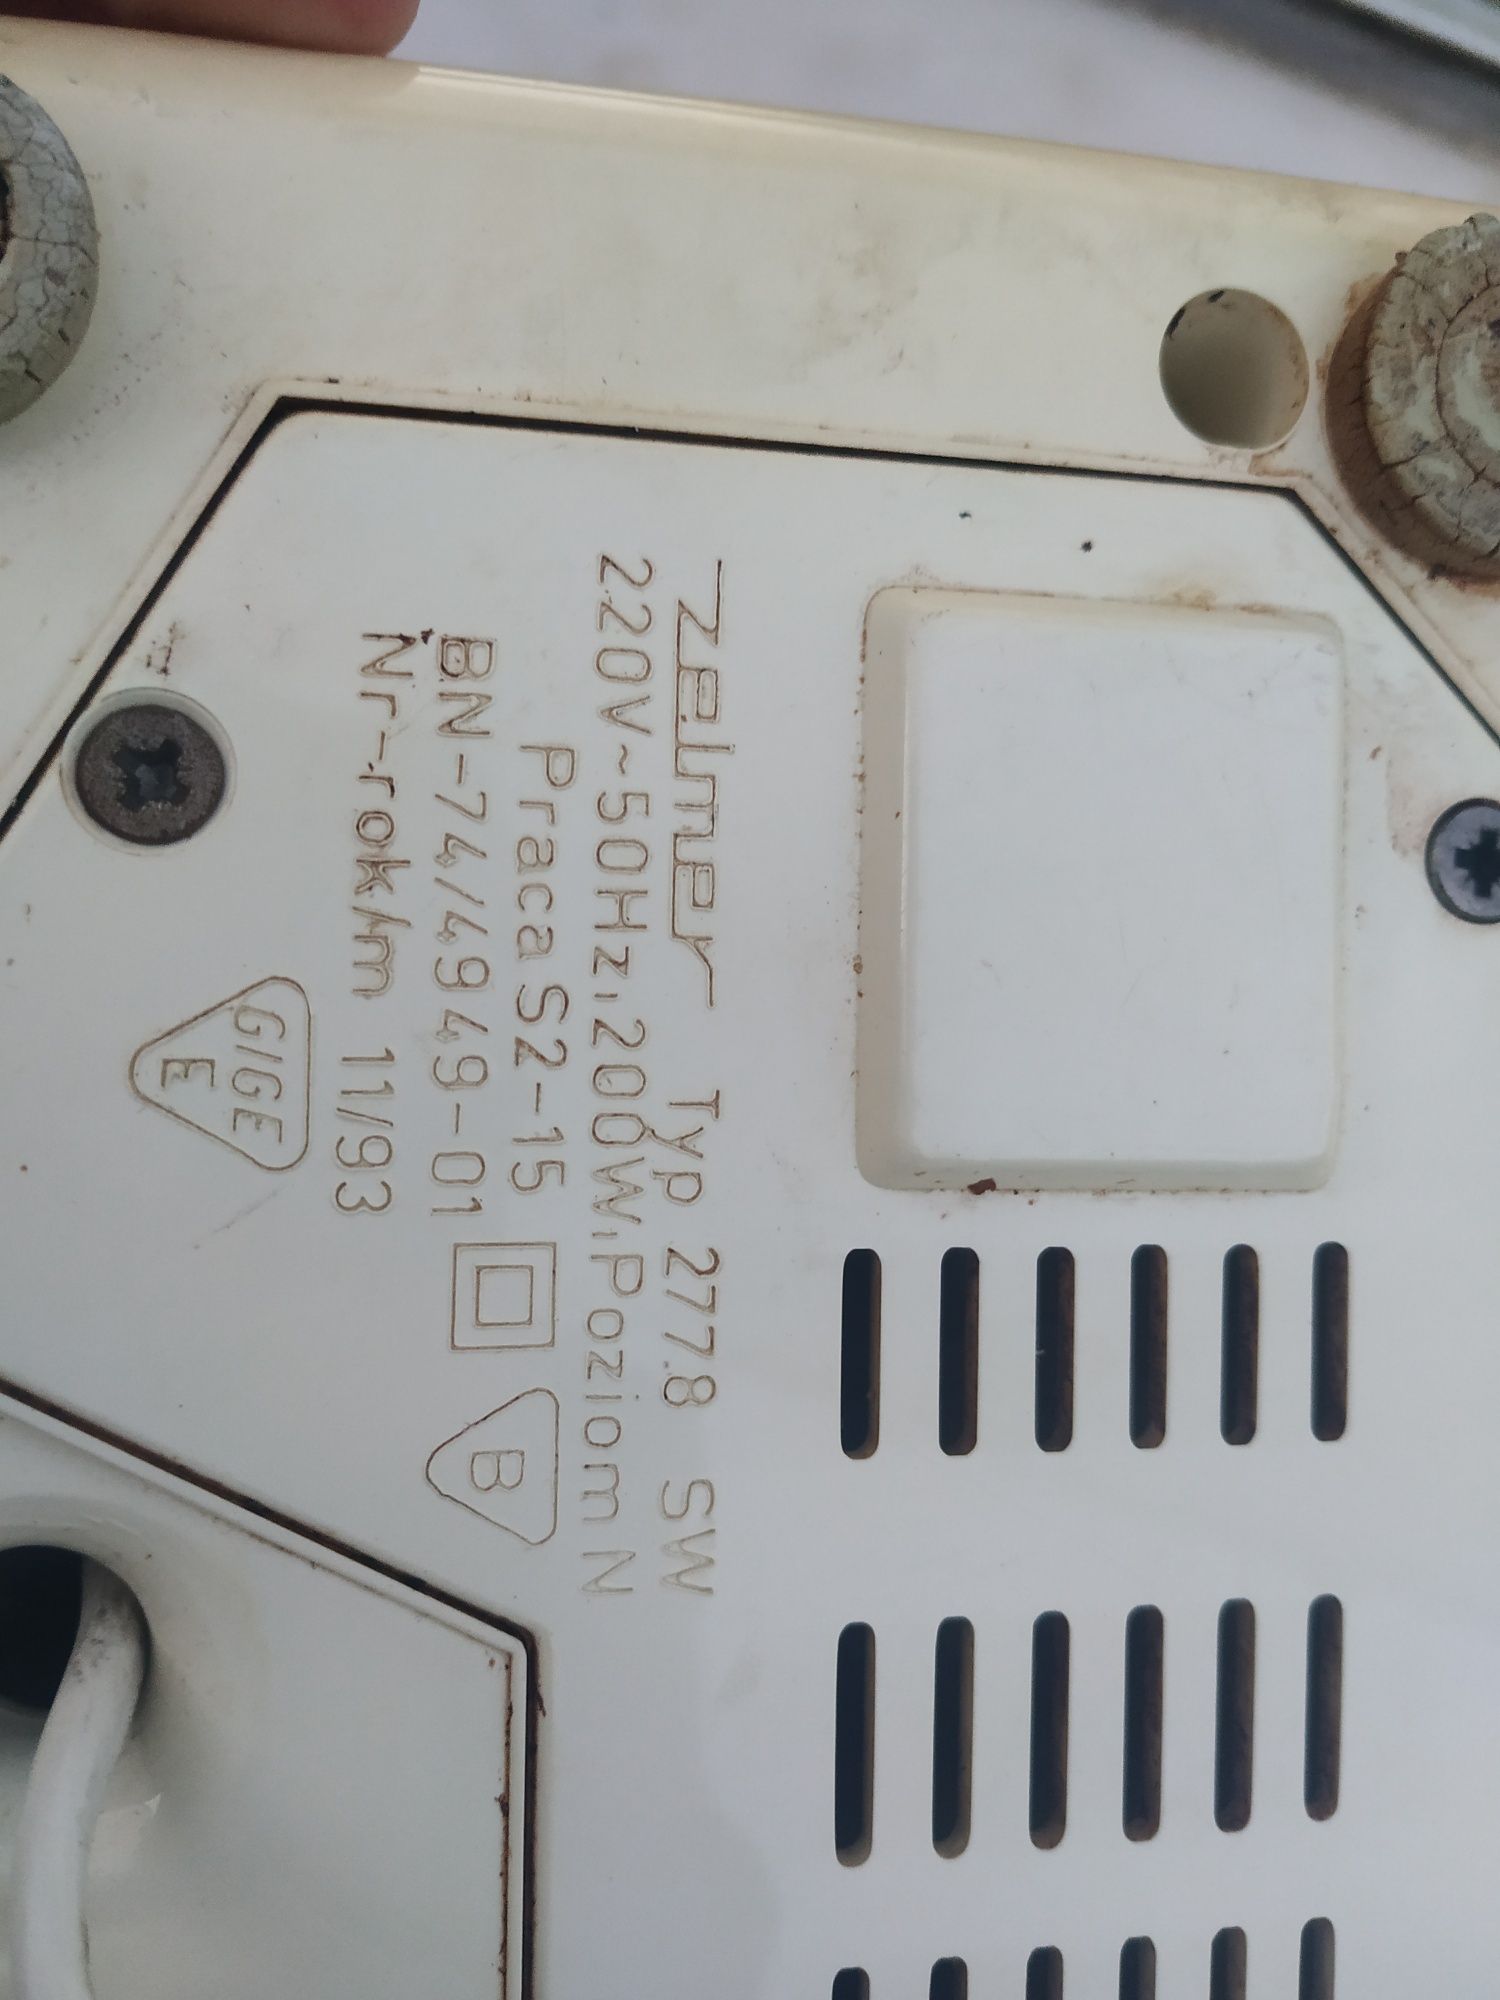 zelmer Typ 277.8 SW
220V~50Hz,200W,Poziom N
Praca S2-15
BN-74/4949-01
B
Nr-rok/m 11/93
GIGE
E